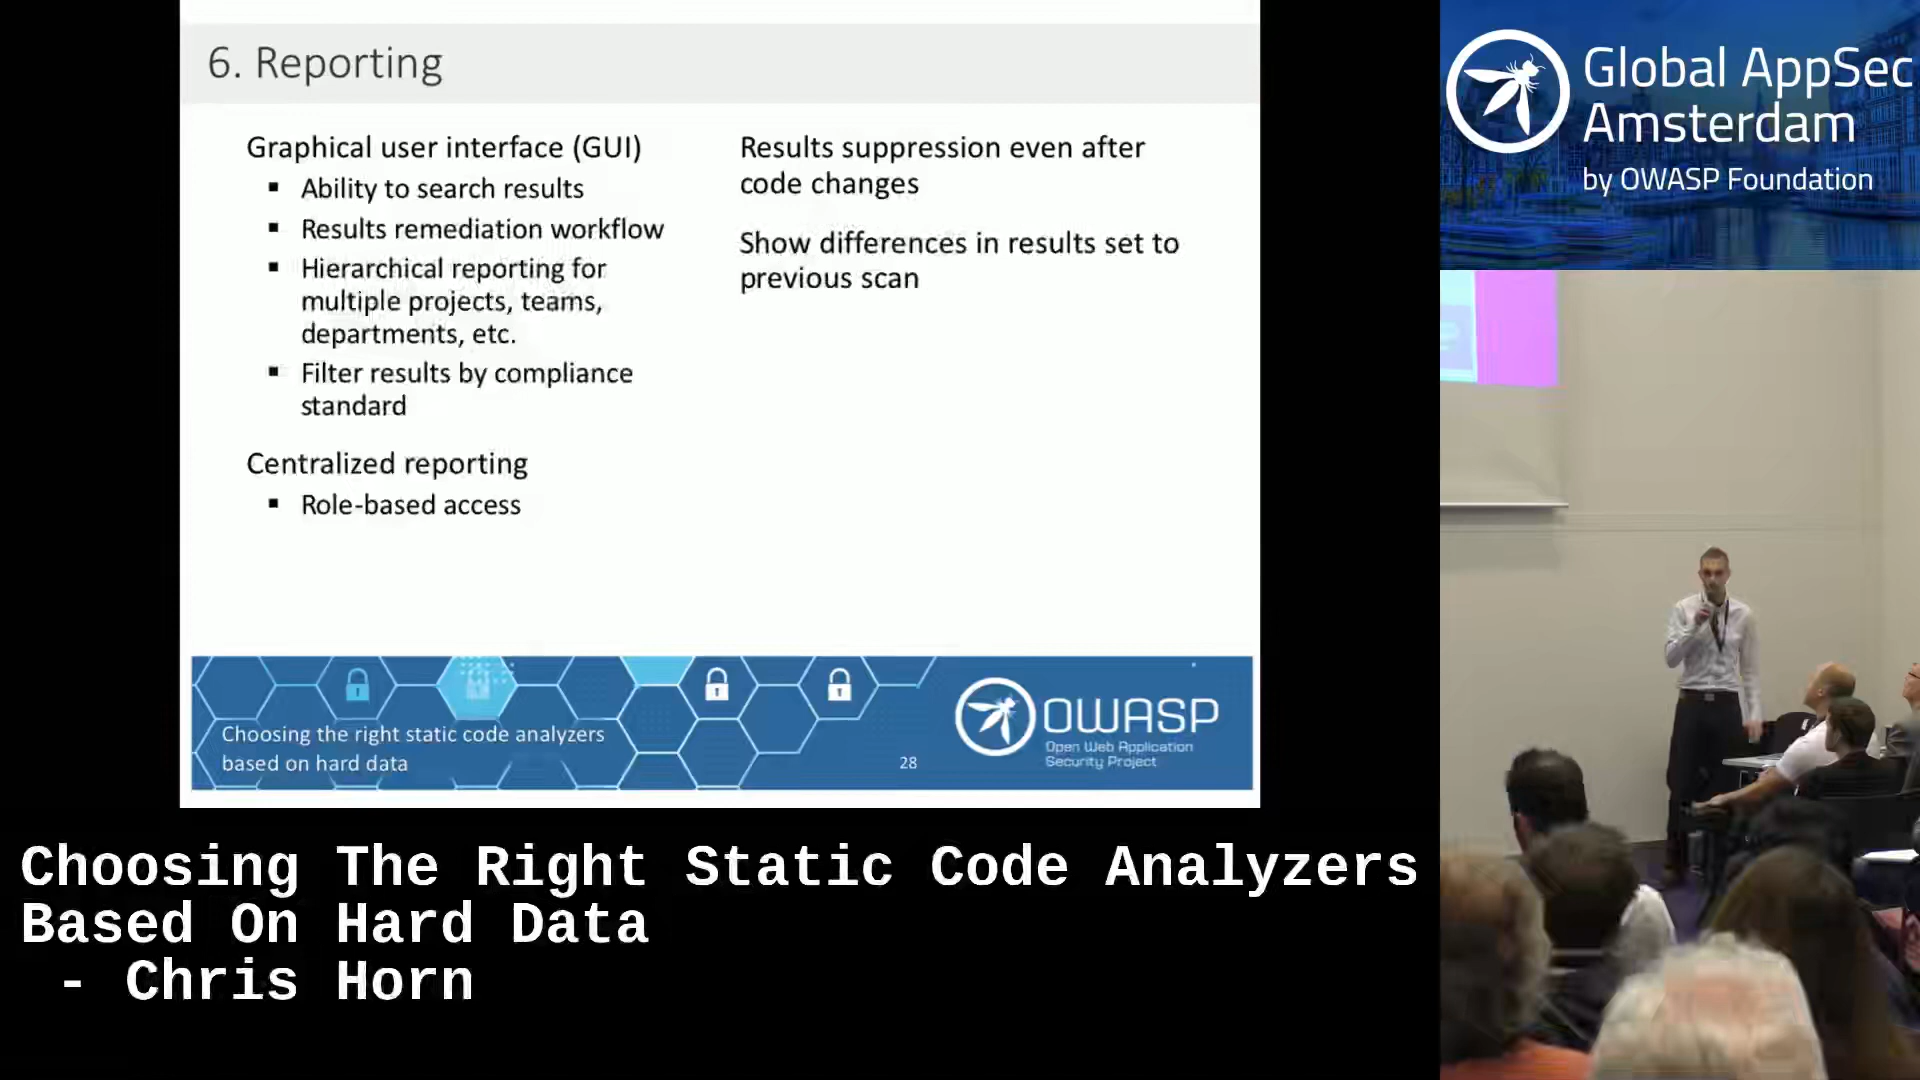 6. Reporting
Graphical user interface (GUI)
▪ Ability to search results
▪ Results remediation workflow
▪ Hierarchical reporting for
multiple projects, teams,
departments, etc.
▪ Filter results by compliance
standard
Centralized reporting
▪ Role-based access
Results suppression even after
code changes
Show differences in results set to
previous scan
Choosing the right static code analyzers
based on hard data
28
OWASP
Open Web Application
Security Project
Global AppSec
Amsterdam
by OWASP Foundation
Choosing The Right Static Code Analyzers
Based On Hard Data
- Chris Horn